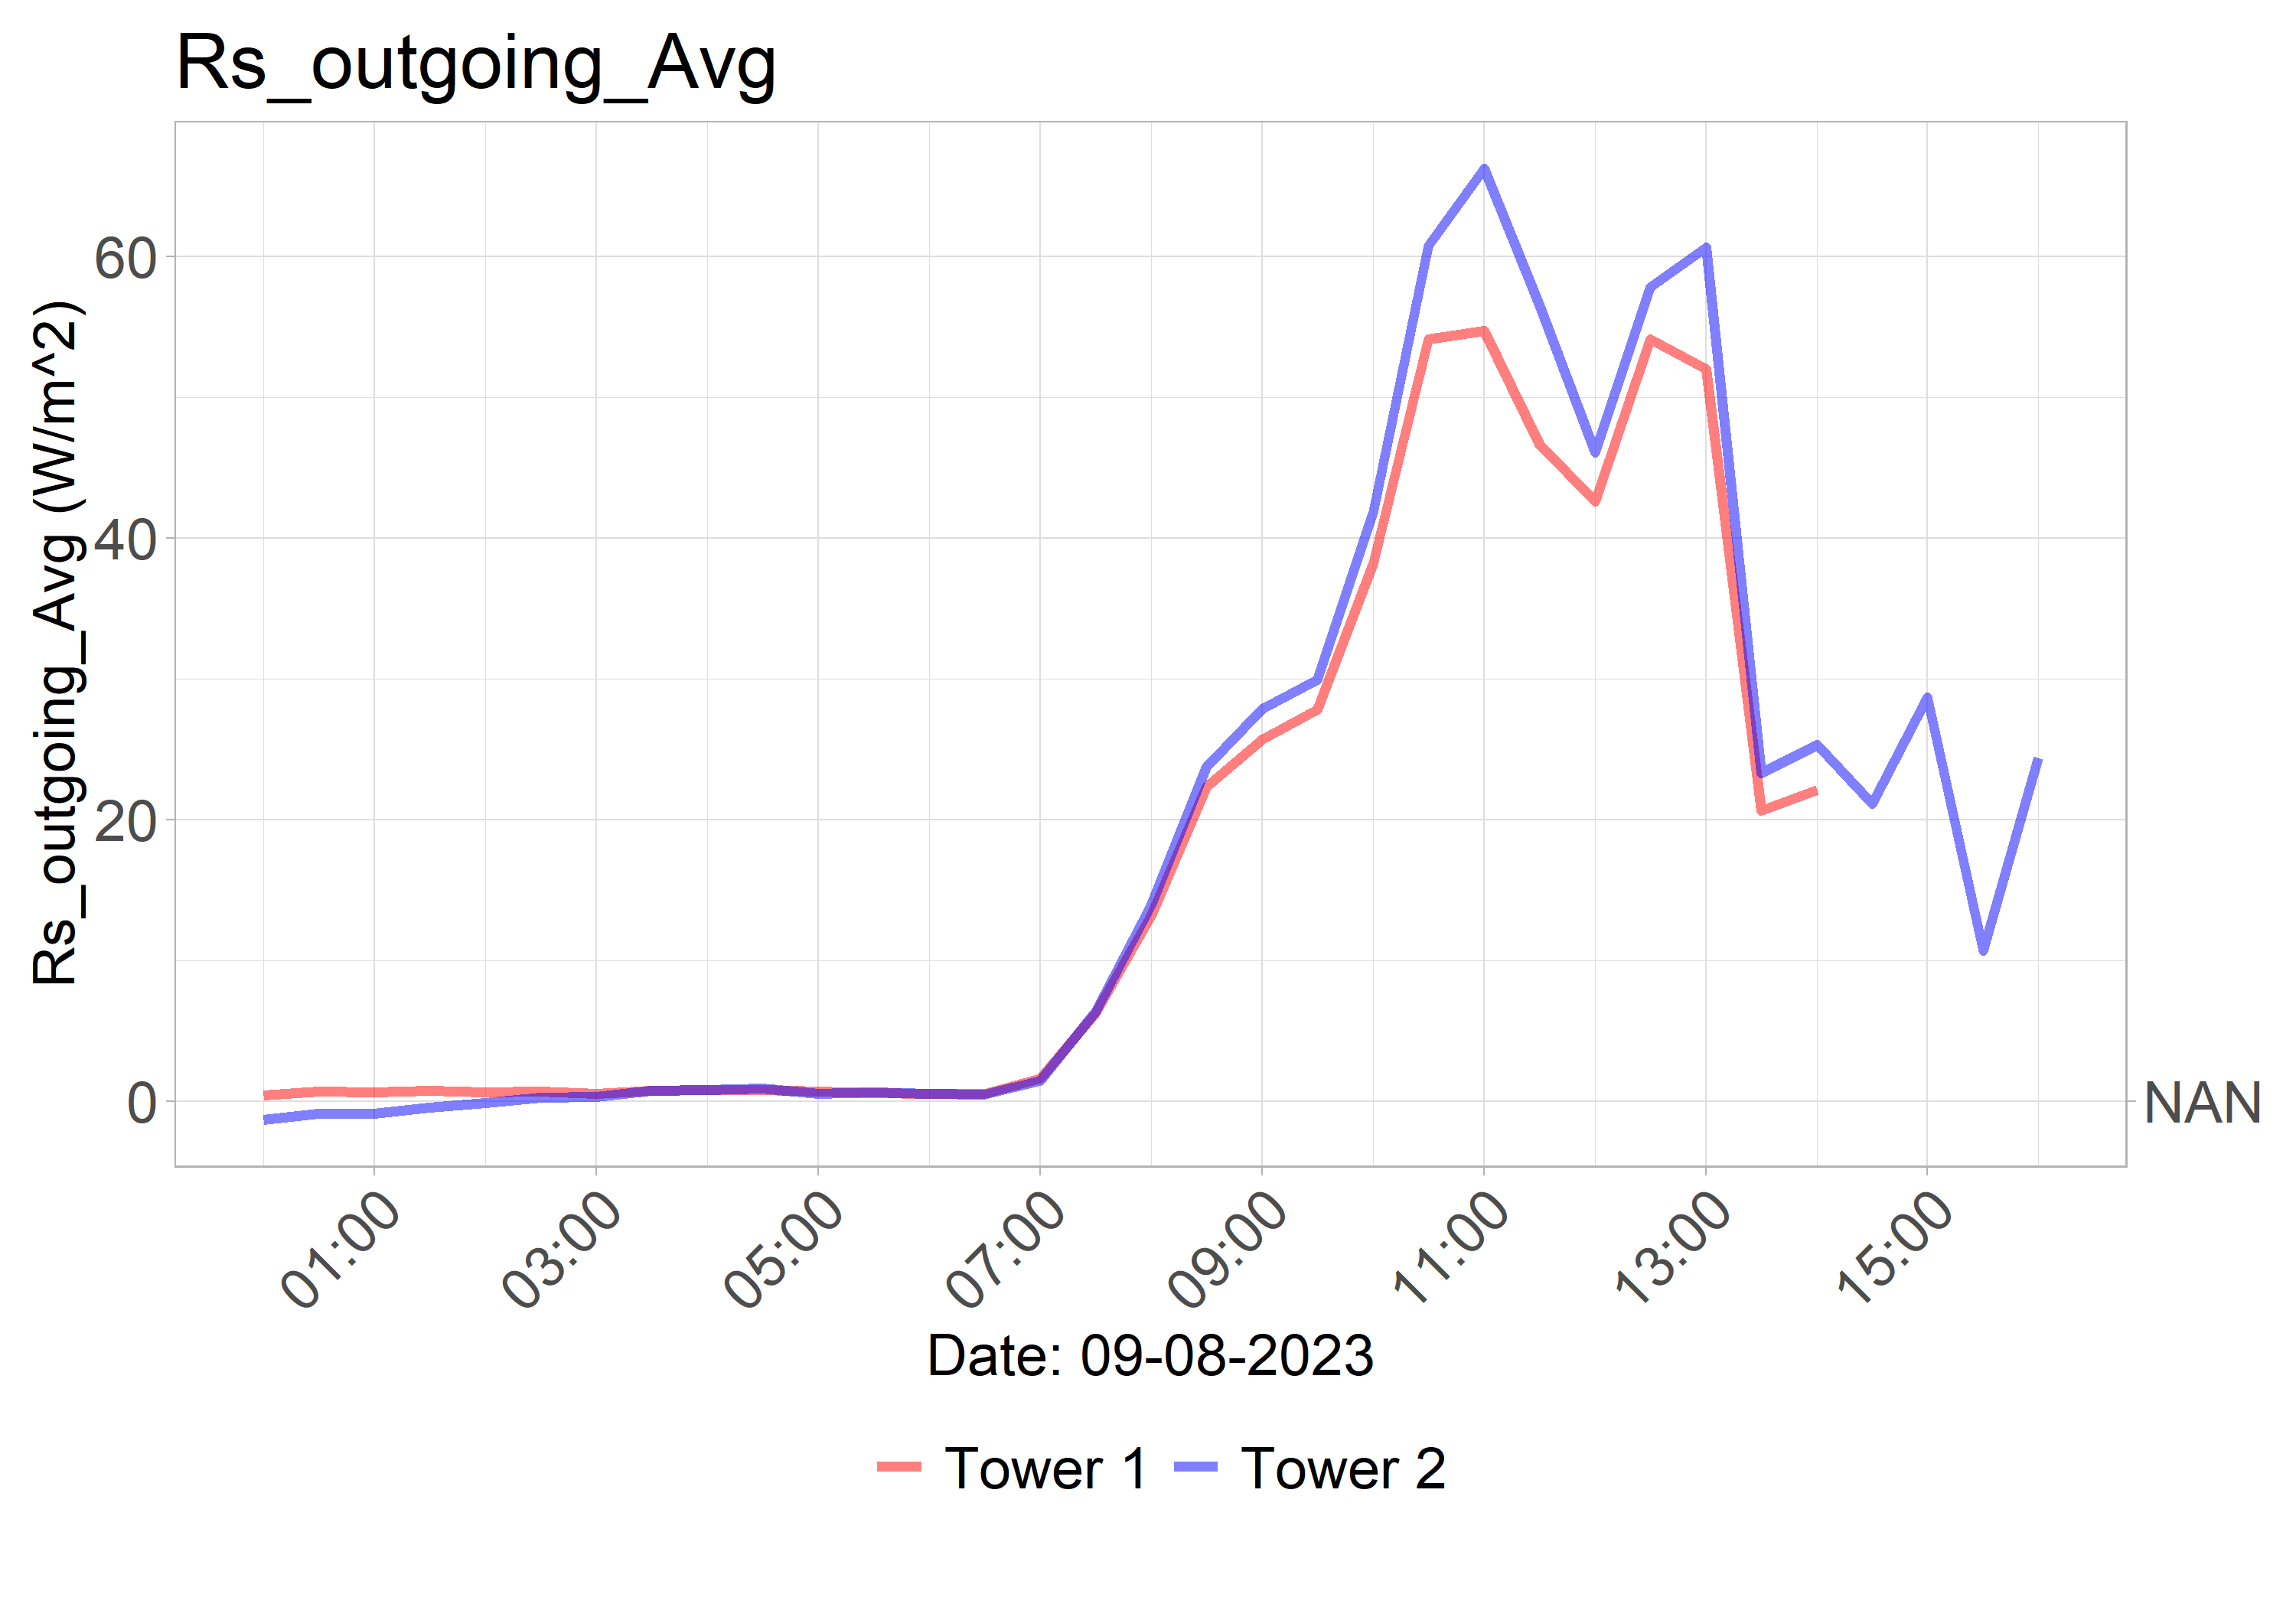 Rs_outgoing_Avg
Rs_outgoing_Avg (W/m^2)
60
40
20
0
NAN
01:00
03:00
05:00
07:00
09:00
11:00
13:00
15:00
Date: 09-08-2023
Tower 1
Tower 2